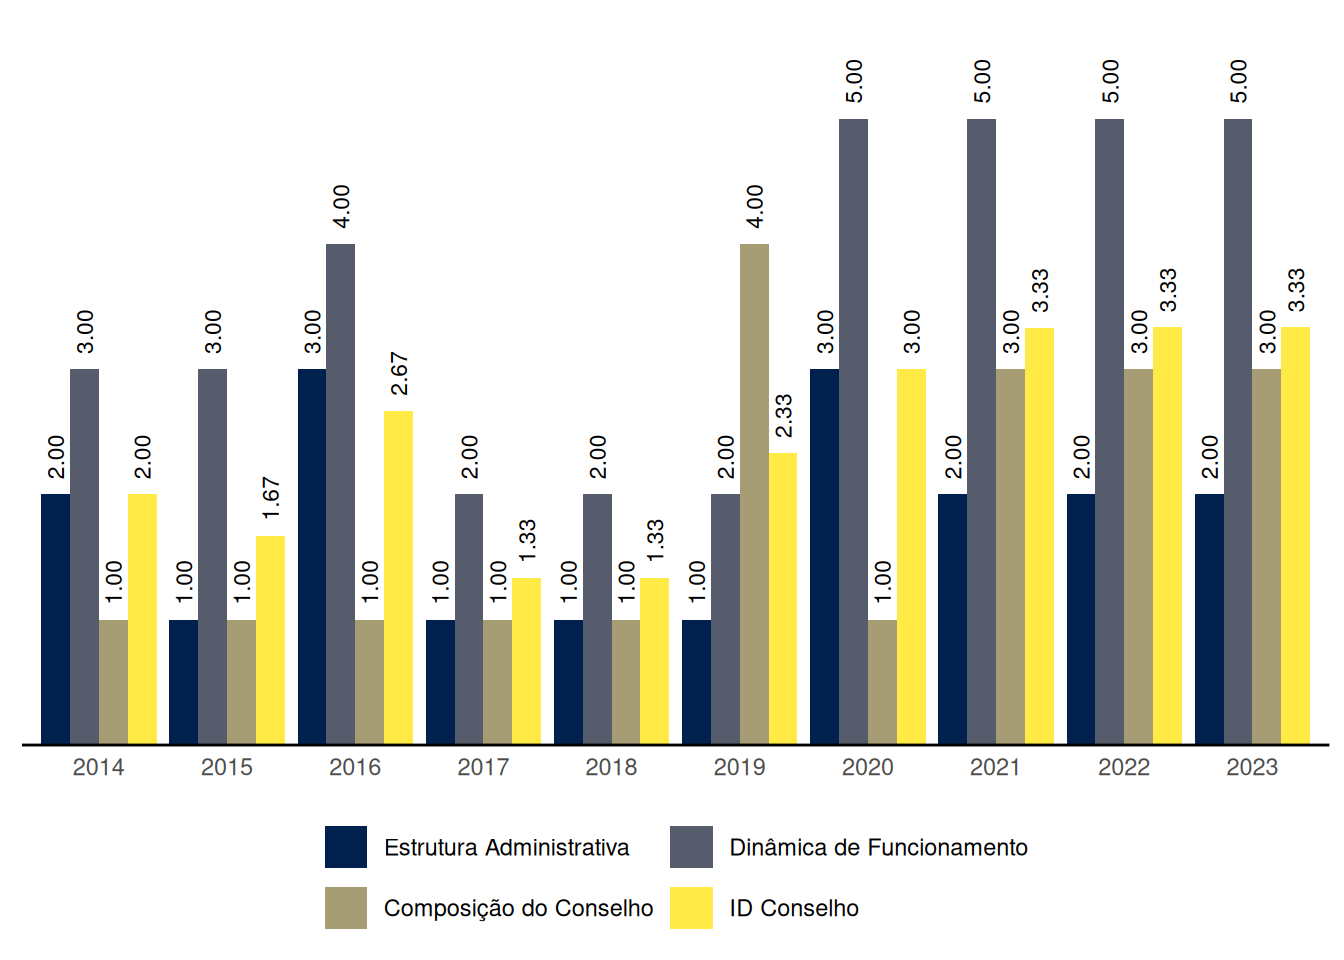 2.00 3.00 1.00 2.00
1.00 3.00 1.00 1.67
3.00 4.00 1.00 2.67
1.00 2.00 1.00 1.33
1.00 2.00 1.00 1.33
1.00 2.00 4.00 2.33
3.00 5.00 1.00 3.00
2.00 5.00 3.00 3.33
2.00 5.00 3.00 3.33
2.00 5.00 3.00 3.33
2014 2015 2016 2017 2018 2019 2020 2021 2022 2023
Estrutura Administrativa Dinâmica de Funcionamento
Composição do Conselho ID Conselho